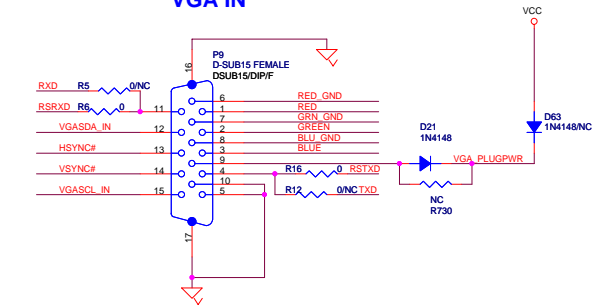 VGA IN
VCC
P9
D-SUB15 FEMALE
DSUB15/DIP/F
16
RXD R5 0/NC
RSRXD R6 0
11
VGASDA_IN 12
HSYNC# 13
VSYNC# 14
VGASCL_IN 15
6 RED_GND
1 RED
7 GRN_GND
2 GREEN
8 BLU_GND
3 BLUE
9
4 R16 0 RSTXD
10
5 R12 0/NC TXD
D21
1N4148
D63
1N4148/NC
VGA_PLUGPWR
NC
R730
17